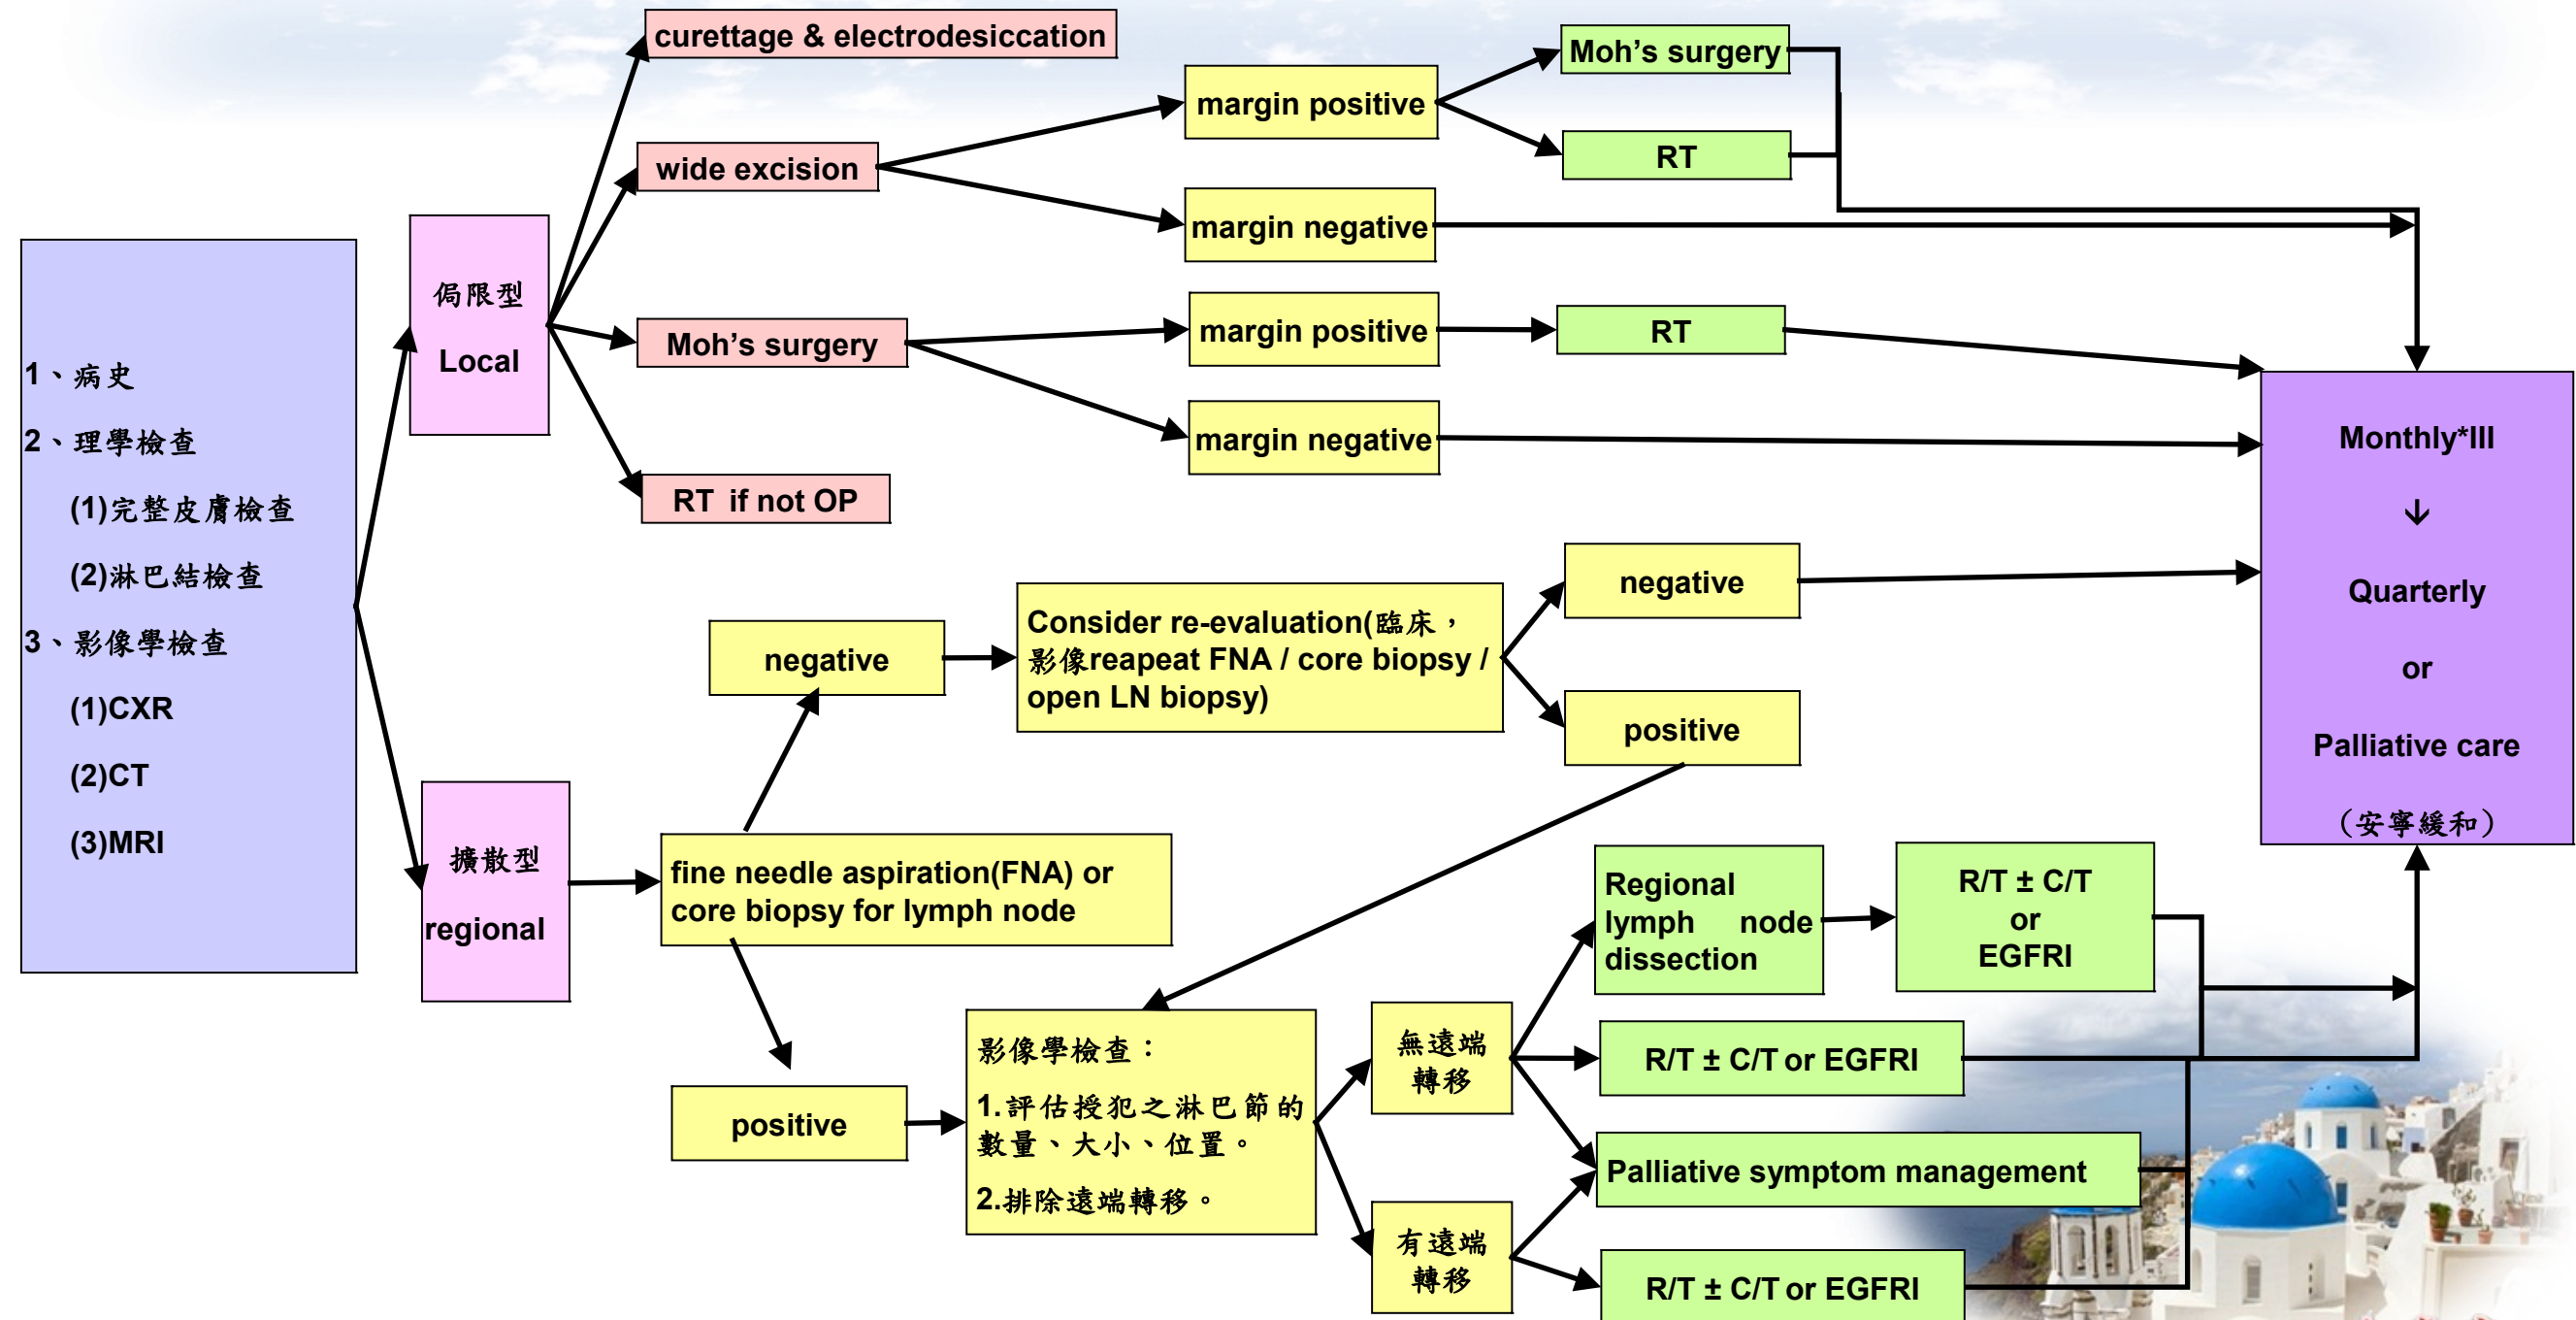 1、病史
2、理學檢查
(1)完整皮膚檢查
(2)淋巴結檢查
3、影像學檢查
(1)CXR
(2)CT
(3)MRI
侷限型
Local
擴散型
regional
curettage & electrodesiccation
wide excision
Moh’s surgery
RT if not OP
margin positive
margin negative
margin positive
margin negative
Moh’s surgery
RT
RT
negative
Consider re-evaluation(臨床，
影像reapeat FNA / core biopsy /
open LN biopsy)
negative
positive
fine needle aspiration(FNA) or
core biopsy for lymph node
positive
影像學檢查：
1.評估授犯之淋巴節的
數量、大小、位置。
2.排除遠端轉移。
無遠端
轉移
有遠端
轉移
Regional
lymph node
dissection
R/T ± C/T
or
EGFRI
R/T ± C/T or EGFRI
Palliative symptom management
R/T ± C/T or EGFRI
Monthly*III
↓
Quarterly
or
Palliative care
（安寧緩和）